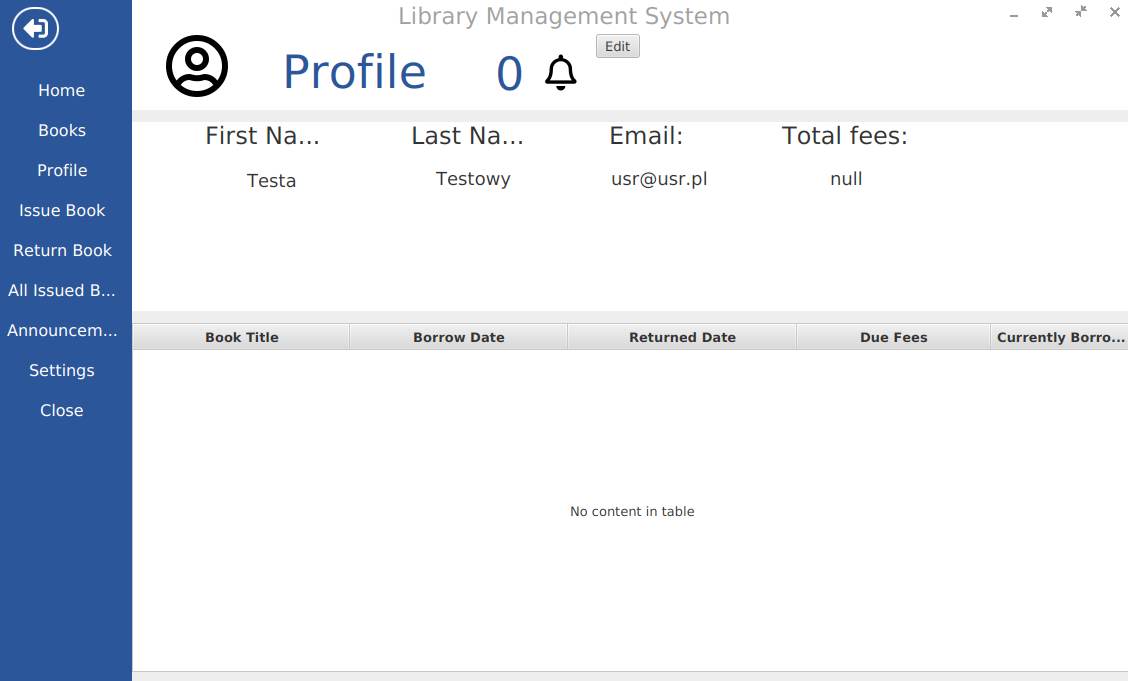 Library Management System
Edit
Profile 0
Home
Books
Profile
Issue Book
Return Book
All Issued B...
Announcem...
Settings
Close
First Na... Last Na... Email: Total fees:
Testa Testowy usr@usr.pl null
Book Title Borrow Date Returned Date Due Fees Currently Borro...
No content in table